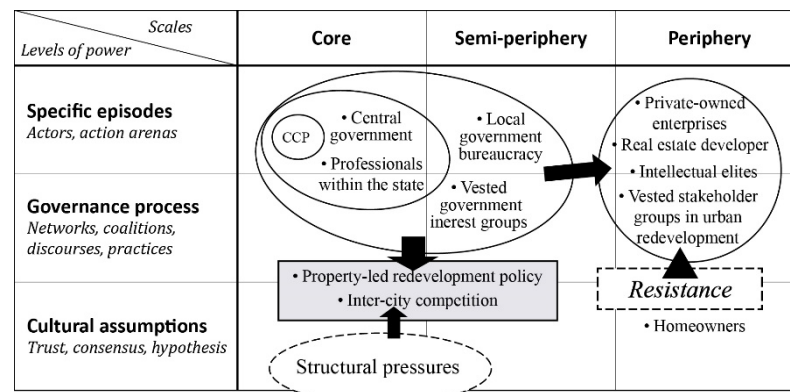 Scales
Levels of power
Core
Semi-periphery
Periphery
Specific episodes
Actors, action arenas
CCP
• Central
government
• Professionals
within the state
• Local
government
bureaucracy
• Vested
government
inerest groups
• Private-owned
enterprises
• Real estate developer
• Intellectual elites
• Vested stakeholder
groups in urban
redevelopment
Governance process
Networks, coalitions,
discourses, practices
• Property-led redevelopment policy
• Inter-city competition
Resistance
• Homeowners
Cultural assumptions
Trust, consensus, hypothesis
Structural pressures